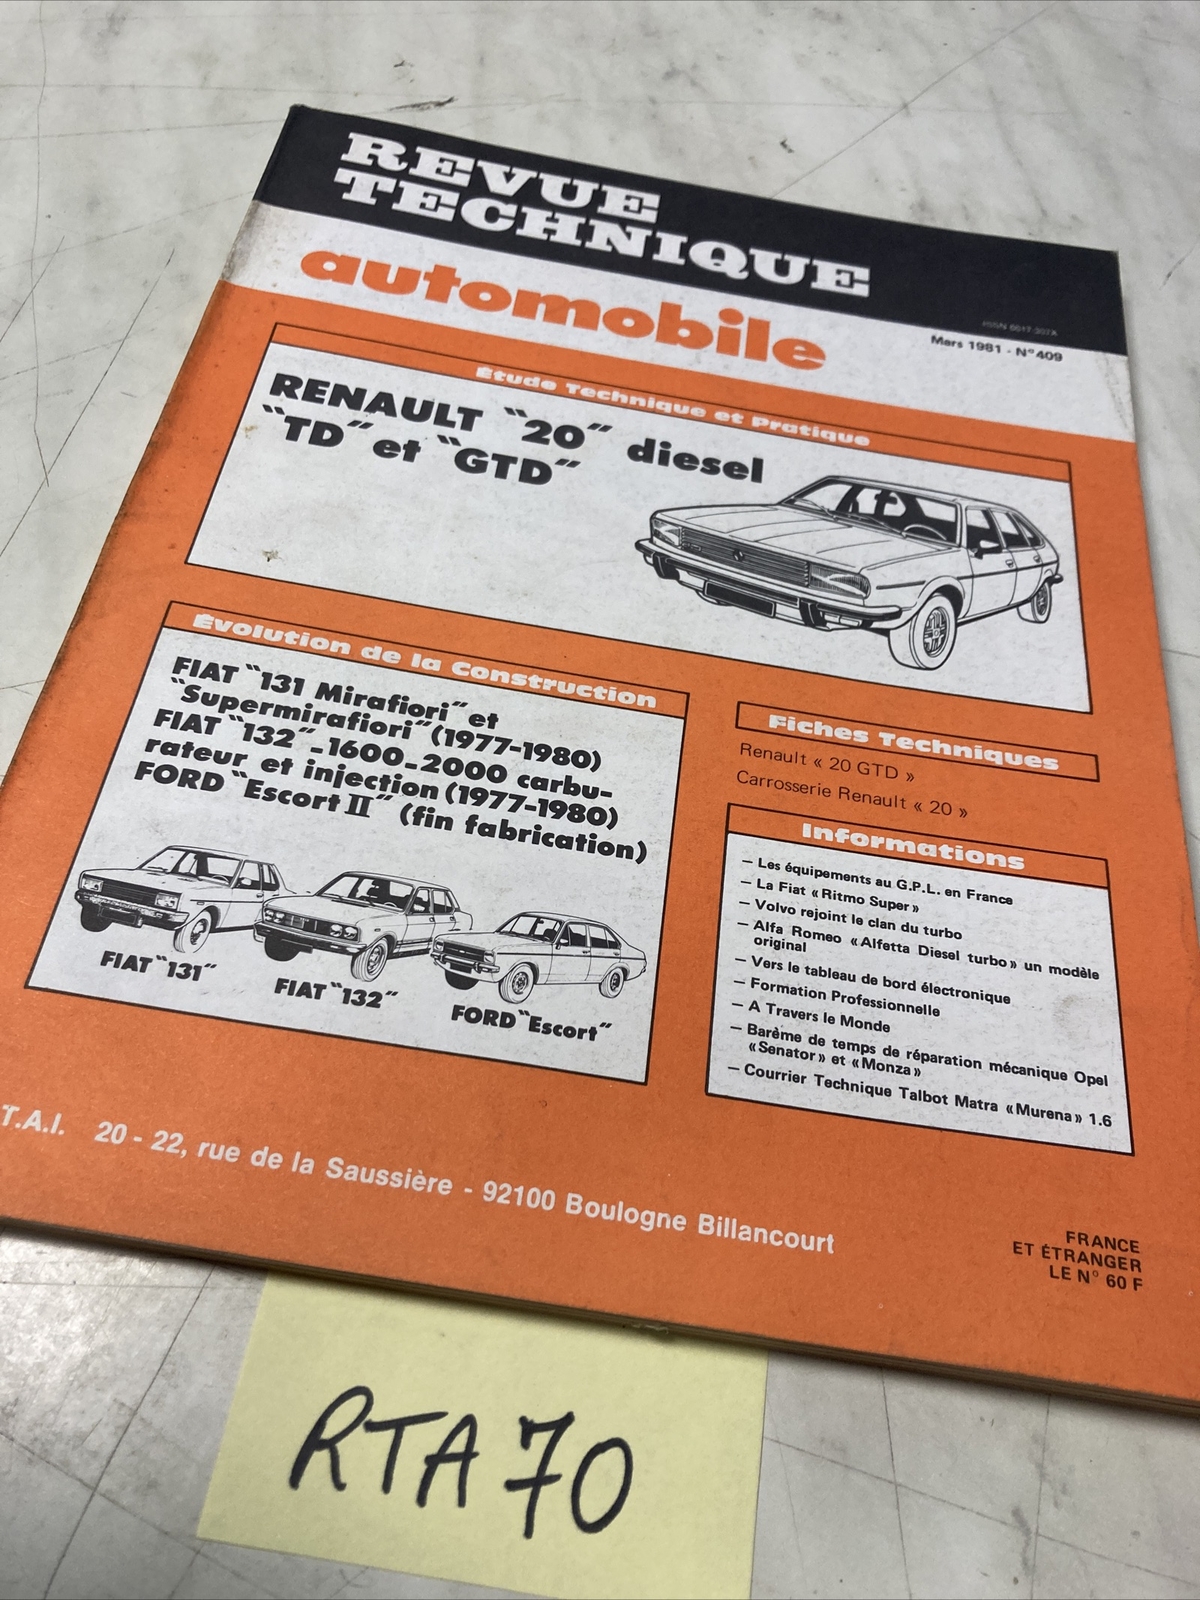 REVUE
TECHNIQUE
automobile
ISSN 0017-307X
Mars 1981 - N° 409
Étude Technique et Pratique
RENAULT “20” diesel
“TD” et “GTD”
Évolution de la Construction
FIAT “131 Mirafiori” et
“Supermirafiori” (1977-1980)
FIAT “132”-1600-2000 carbu-
rateur et injection (1977-1980)
FORD “Escort II” (fin fabrication)
FIAT “131”
FIAT “132”
FORD “Escort”
Fiches Techniques
Renault « 20 GTD »
Carrosserie Renault « 20 »
Informations
— Les équipements au G.P.L. en France
— La Fiat « Ritmo Super »
— Volvo rejoint le clan du turbo
— Alfa Romeo « Alfetta Diesel turbo » un modèle
original
— Vers le tableau de bord électronique
— Formation Professionnelle
— A Travers le Monde
— Barème de temps de réparation mécanique Opel
« Senator » et « Monza »
— Courrier Technique Talbot Matra « Murena » 1.6
T.A.I. 20 - 22, rue de la Saussière - 92100 Boulogne Billancourt
FRANCE
ET ÉTRANGER
LE N° 60 F
RTA 70